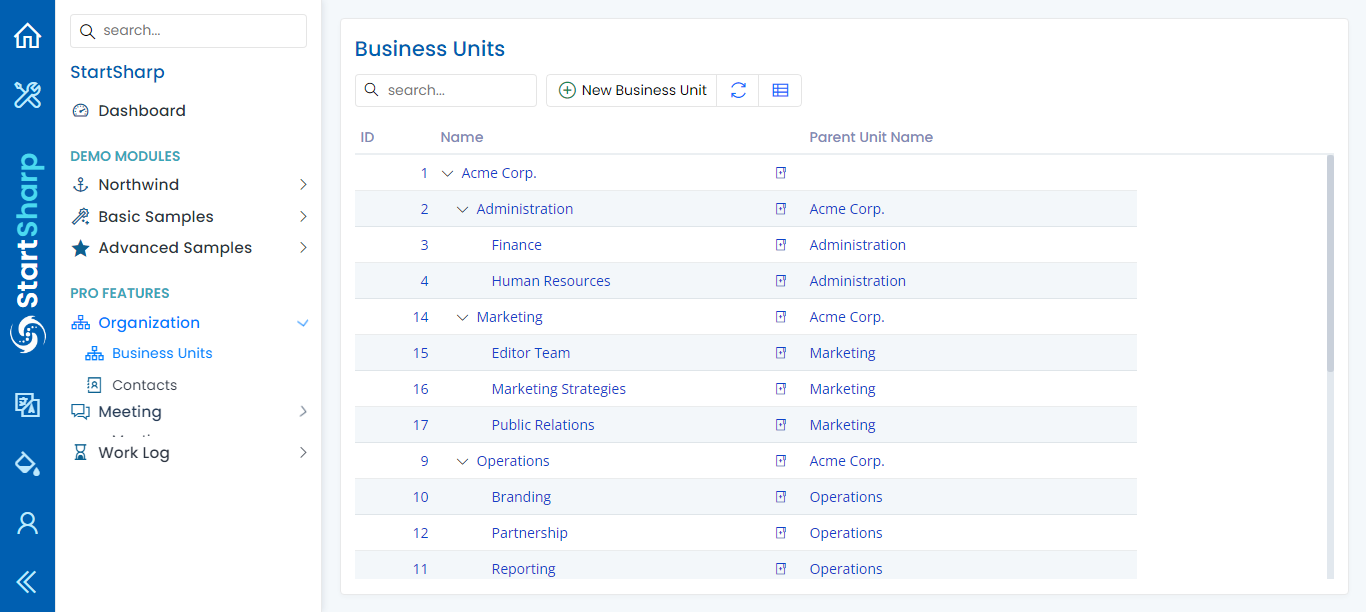 StartSharp
search...
StartSharp
Dashboard
DEMO MODULES
Northwind
Basic Samples
Advanced Samples
PRO FEATURES
Organization
Business Units
Contacts
Meeting
Work Log
Business Units
search... New Business Unit
ID Name Parent Unit Name
1 Acme Corp.
2 Administration Acme Corp.
3 Finance Administration
4 Human Resources Administration
14 Marketing Acme Corp.
15 Editor Team Marketing
16 Marketing Strategies Marketing
17 Public Relations Marketing
9 Operations Acme Corp.
10 Branding Operations
12 Partnership Operations
11 Reporting Operations